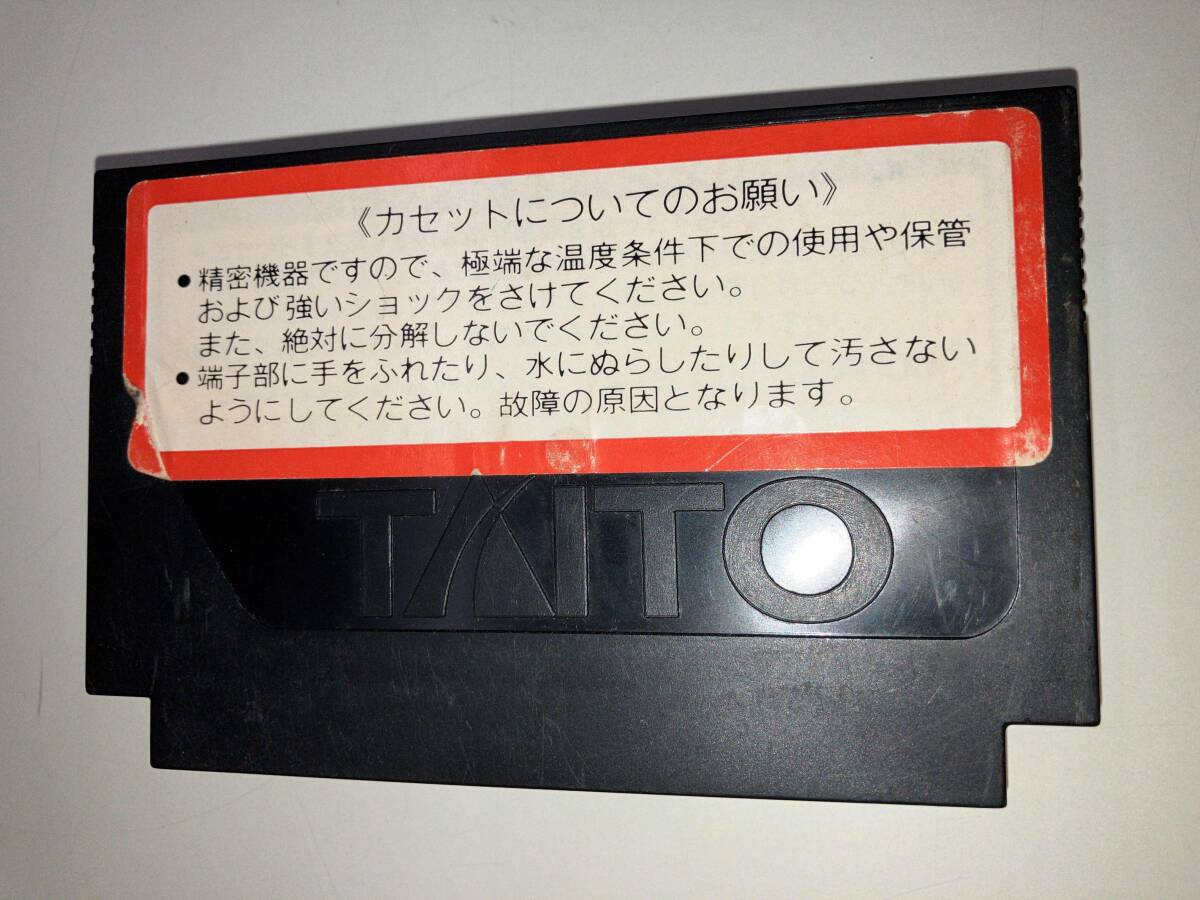 《カセットについてのお願い》
●精密機器ですので、極端な温度条件下での使用や保管
および強いショックをさけてください。
また、絶対に分解しないでください。
●端子部に手をふれたり、水にぬらしたりして汚さない
ようにしてください。故障の原因となります。
TAITO